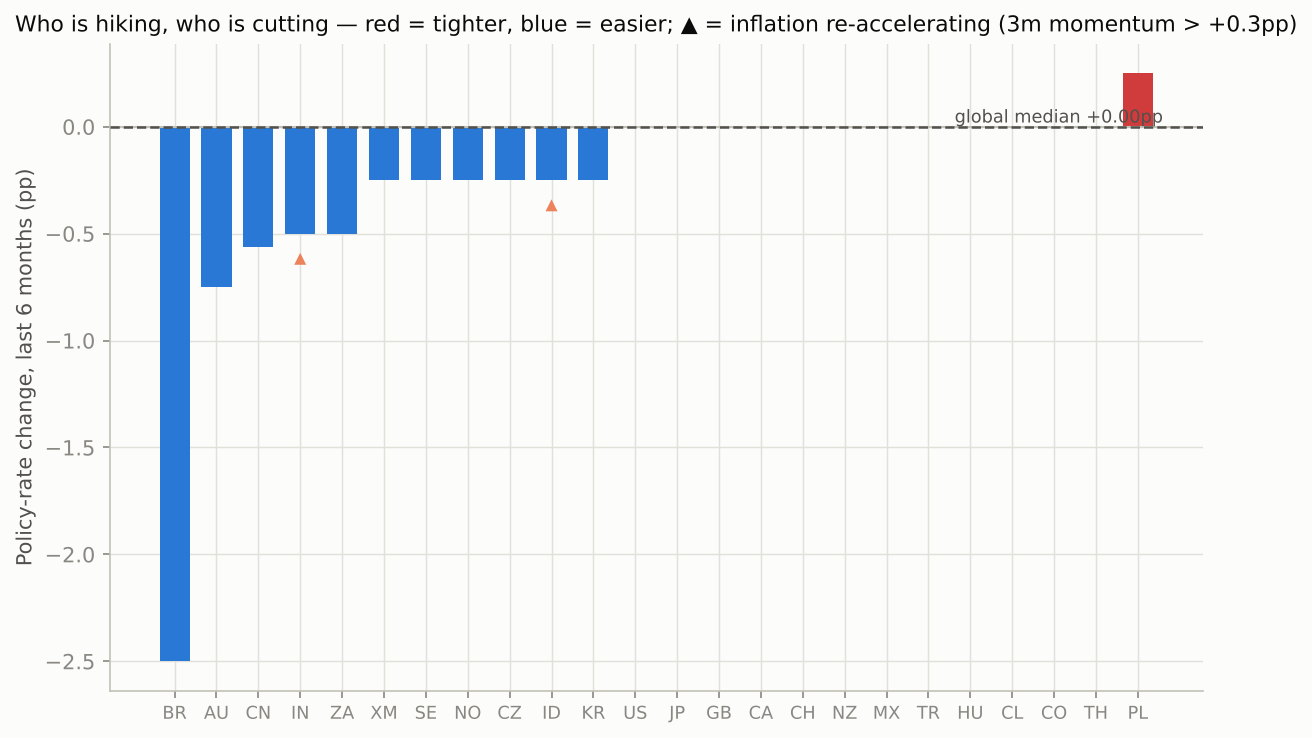 Who is hiking, who is cutting — red = tighter, blue = easier; ▲ = inflation re-accelerating (3m momentum > +0.3pp)
Policy-rate change, last 6 months (pp)
0.0
−0.5
−1.0
−1.5
−2.0
−2.5
global median +0.00pp
BR AU CN IN ZA XM SE NO CZ ID KR US JP GB CA CH NZ MX TR HU CL CO TH PL